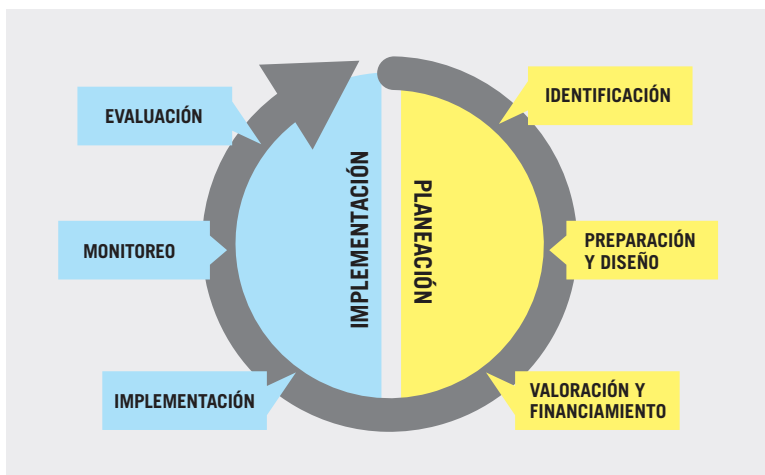 IDENTIFICACIÓN
PREPARACIÓN
Y DISEÑO
VALORACIÓN Y
FINANCIAMIENTO
IMPLEMENTACIÓN
MONITOREO
EVALUACIÓN
IMPLEMENTACIÓN
PLANEACIÓN